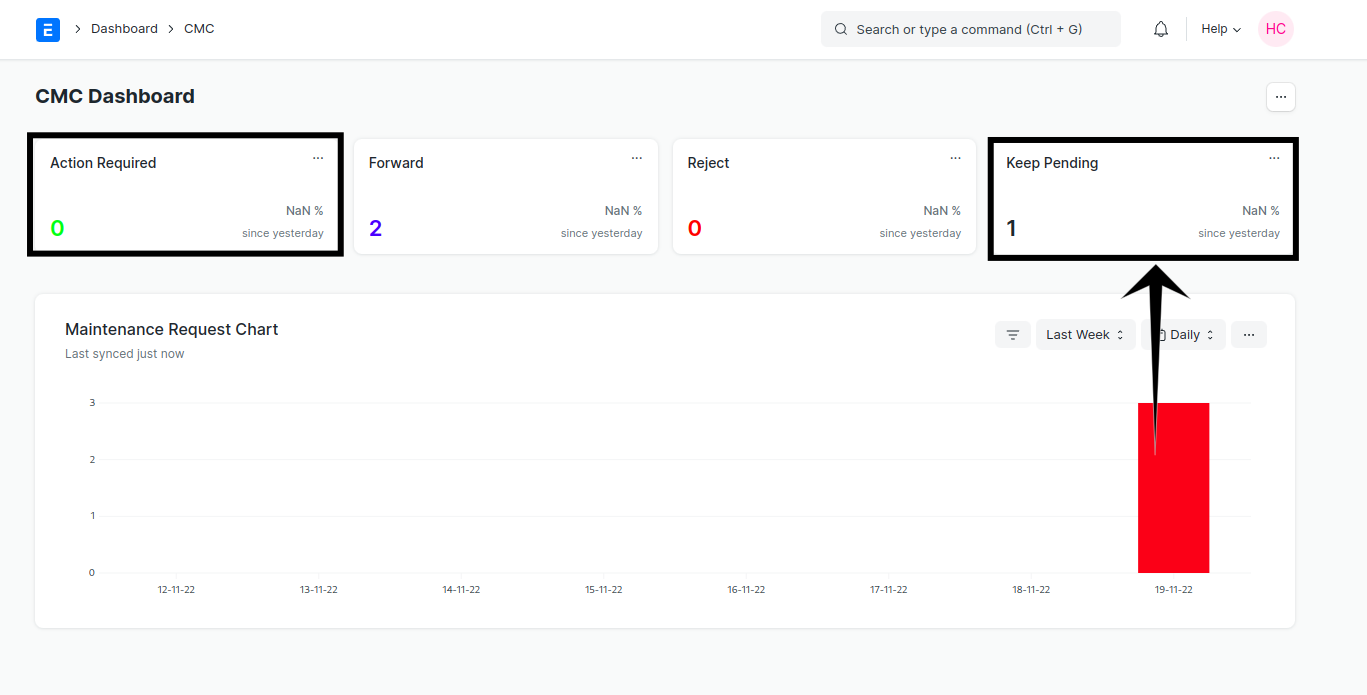 E
Dashboard
CMC
Search or type a command (Ctrl + G)
Help
HC
CMC Dashboard
Action Required
NaN %
0
since yesterday
Forward
NaN %
2
since yesterday
Reject
NaN %
0
since yesterday
Keep Pending
NaN %
1
since yesterday
Maintenance Request Chart
Last synced just now
Last Week
Daily
3
2
1
0
12-11-22
13-11-22
14-11-22
15-11-22
16-11-22
17-11-22
18-11-22
19-11-22